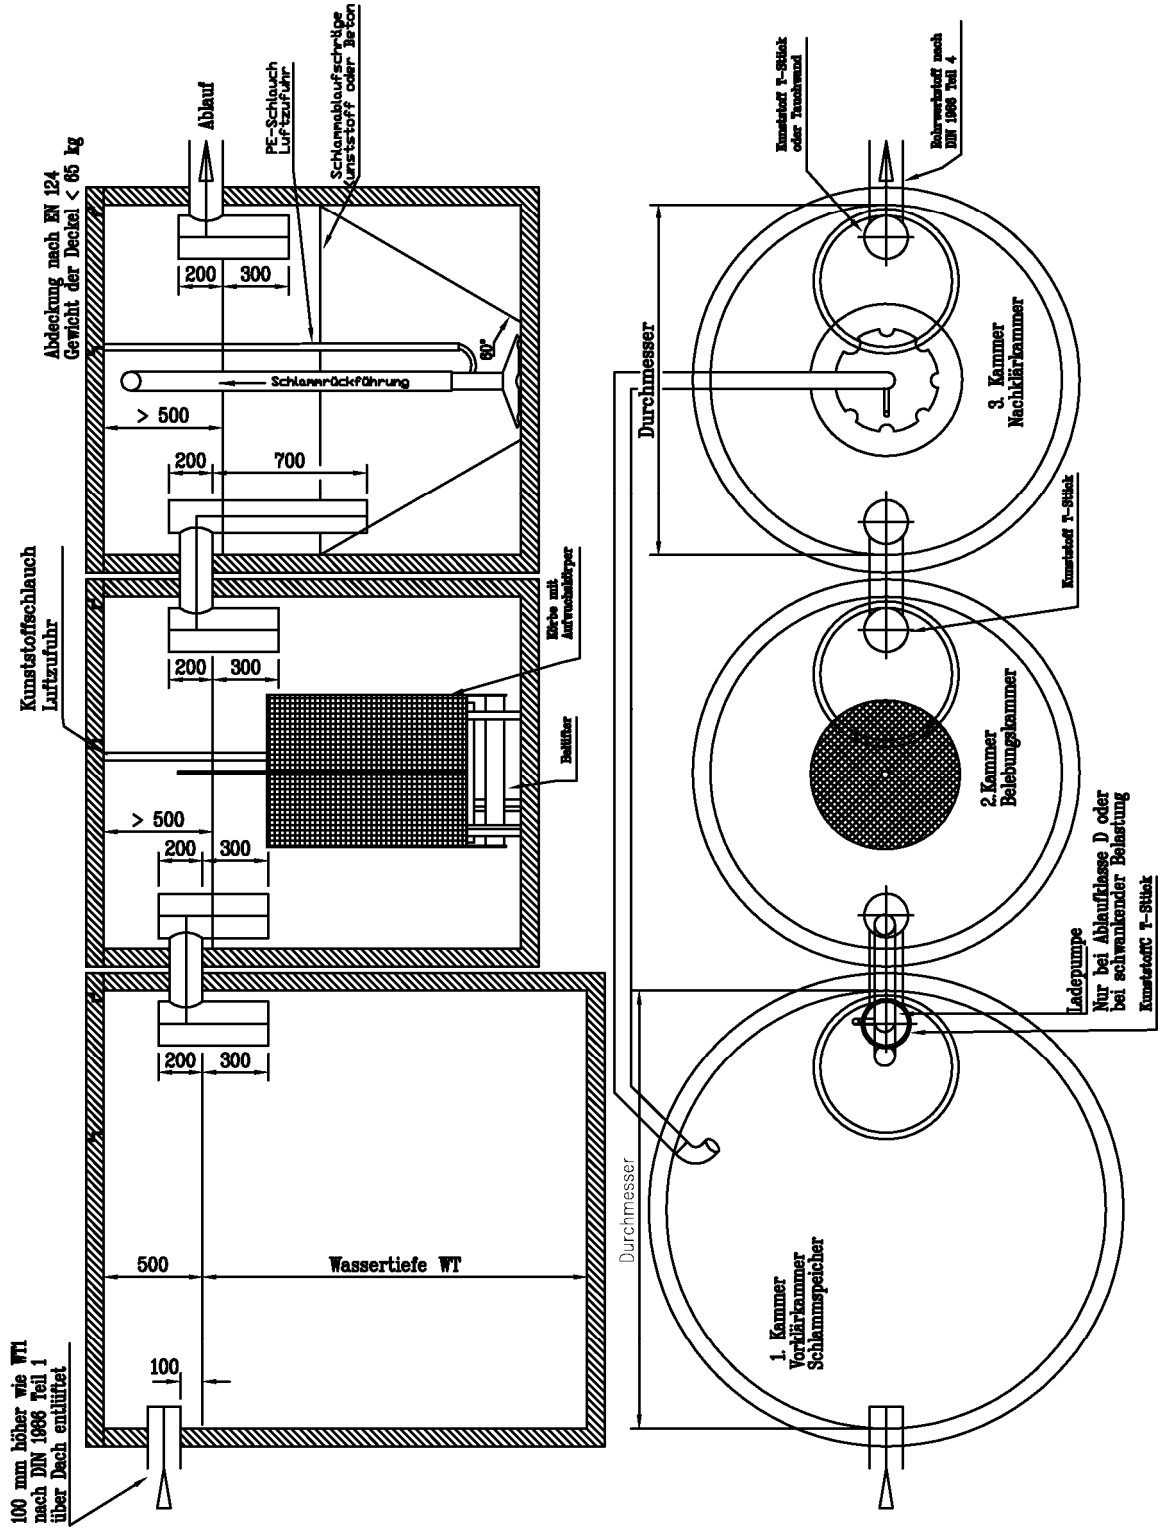 100 mm höher wie WT1
nach DIN 1986 Teil 1
über Dach entlüftet
Kunststoffschlauch
Luftzufuhr
Abdeckung nach EN 124
Gewicht der Deckel < 65 kg
Ablauf
PE-Schlauch
Luftzufuhr
Schlammablaufschräge
Kunststoff oder Beton
100
500
Wassertiefe WT
200
300
200
300
> 500
200
300
200
700
> 500
Schlammrückführung
200
300
60°
Körbe mit
Aufwuchskörper
Belüfter
Durchmesser
Durchmesser
1. Kammer
Vorklärkammer
Schlammspeicher
2.Kammer
Belebungskammer
3. Kammer
Nachklärkammer
Kunststoff T-Stück
oder Tauchwand
Rohrwerkstoff nach
DIN 1986 Teil 4
Kunststoff T-Stück
Ladepumpe
Nur bei Ablaufklasse D oder
bei schwankender Belastung
KunststofC T-Stück